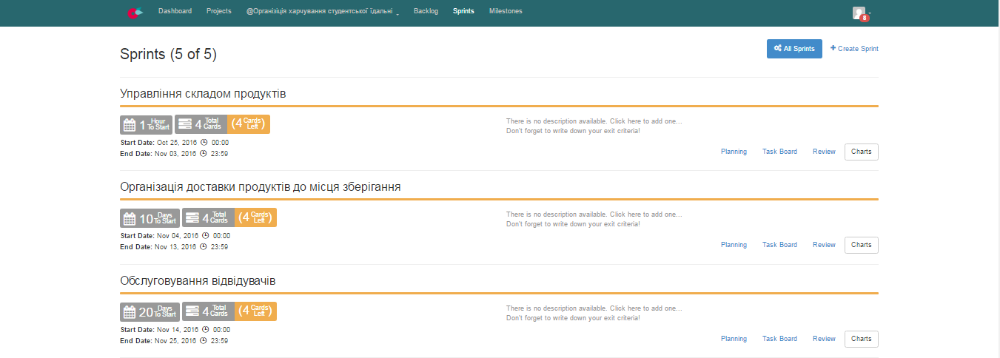 Dashboard Projects @Організіція харчування студентської їдальні Backlog Sprints Milestones
8
Sprints (5 of 5)
All Sprints Create Sprint
Управління складом продуктів
1 Hour To Start 4 Total Cards (4 Cards Left)
There is no description available. Click here to add one...
Don't forget to write down your exit criteria!
Start Date: Oct 25, 2016 00:00
End Date: Nov 03, 2016 23:59
Planning Task Board Review Charts
Організація доставки продуктів до місця зберігання
10 Days To Start 4 Total Cards (4 Cards Left)
There is no description available. Click here to add one...
Don't forget to write down your exit criteria!
Start Date: Nov 04, 2016 00:00
End Date: Nov 13, 2016 23:59
Planning Task Board Review Charts
Обслуговування відвідувачів
20 Days To Start 4 Total Cards (4 Cards Left)
There is no description available. Click here to add one...
Don't forget to write down your exit criteria!
Start Date: Nov 14, 2016 00:00
End Date: Nov 25, 2016 23:59
Planning Task Board Review Charts